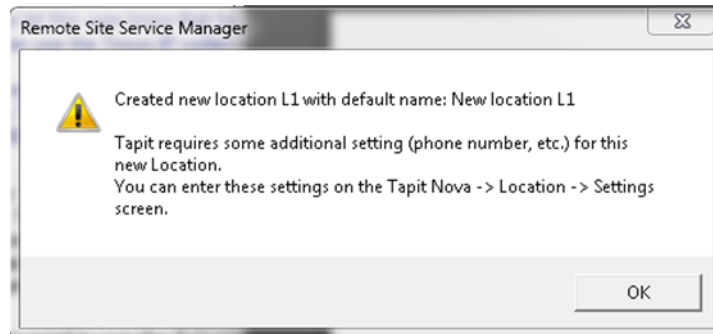 Remote Site Service Manager
Created new location L1 with default name: New location L1
Tapit requires some additional setting (phone number, etc.) for this
new Location.
You can enter these settings on the Tapit Nova -> Location -> Settings
screen.
OK